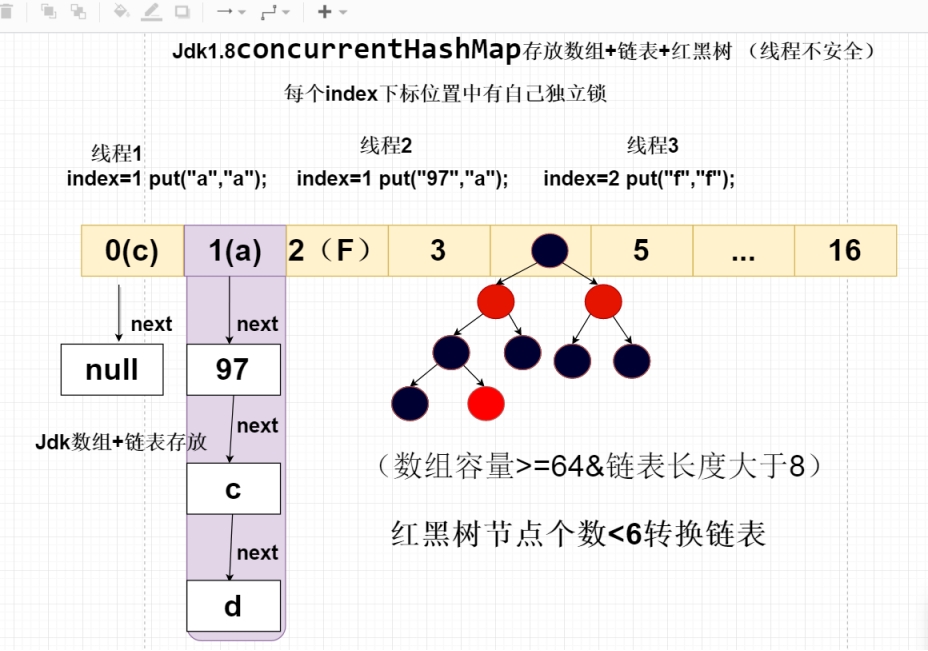 Jdk1.8concurrentHashMap存放数组+链表+红黑树 （线程不安全）
每个index下标位置中有自己独立锁
线程1
index=1 put("a","a");
线程2
index=1 put("97","a");
线程3
index=2 put("f","f");
0(c)
1(a)
2（F）
3
5
...
16
next
null
next
97
next
c
next
d
Jdk数组+链表存放
（数组容量>=64&链表长度大于8）
红黑树节点个数<6转换链表